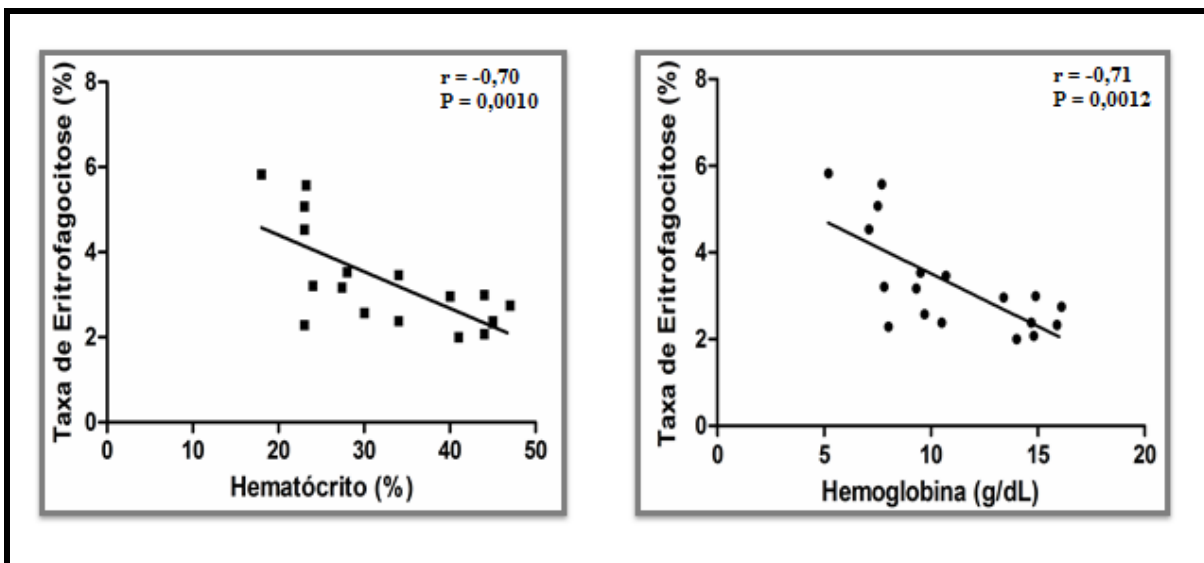 r = -0,70
P = 0,0010
Taxa de Eritrofagocitose (%)
8
6
4
2
0
0 10 20 30 40 50
Hematócrito (%)
r = -0,71
P = 0,0012
Taxa de Eritrofagocitose (%)
8
6
4
2
0
0 5 10 15 20
Hemoglobina (g/dL)